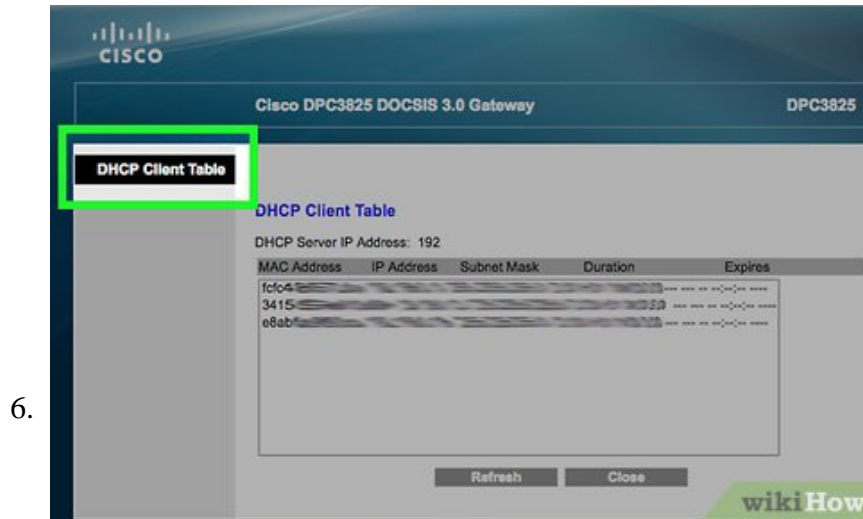 CISCO
Cisco DPC3825 DOCSIS 3.0 Gateway DPC3825
DHCP Client Table
DHCP Client Table
DHCP Server IP Address: 192
MAC Address IP Address Subnet Mask Duration Expires
3415
e8ab
6.
Refresh Close
wikiHow